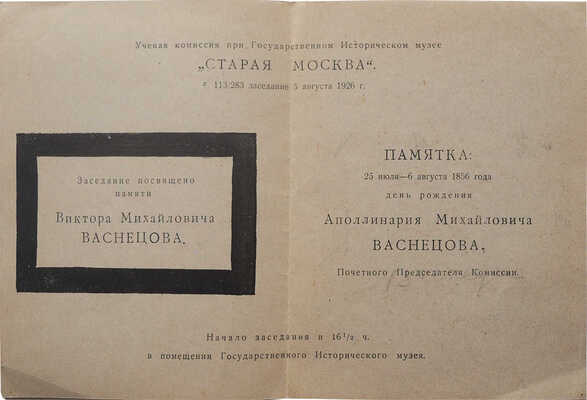 Ученая комиссия при Государственном Историческом музее
„СТАРАЯ МОСКВА“.
113/283 заседание 5 августа 1926 г.
Заседание посвящено
памяти
Виктора Михайловича
ВАСНЕЦОВА.
ПАМЯТКА:
25 июля—6 августа 1856 года
день рождения
Аполлинария Михайловича
ВАСНЕЦОВА,
Почетного Председателя Комиссии.
Начало заседания в 16 1/2 ч.
в помещении Государственного Исторического музея.